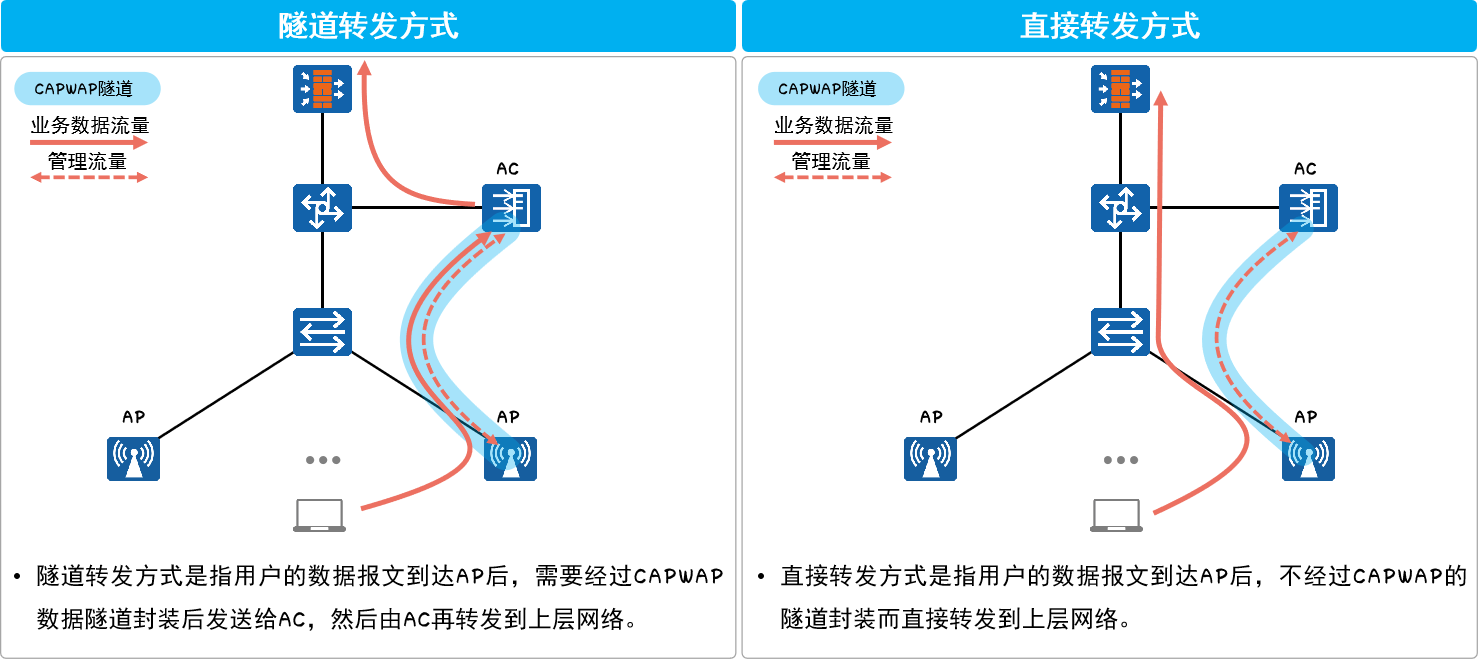 隧道转发方式
CAPWAP隧道
业务数据流量
管理流量
AC
AP
AP
• 隧道转发方式是指用户的数据报文到达AP后，需要经过CAPWAP
数据隧道封装后发送给AC，然后由AC再转发到上层网络。
直接转发方式
CAPWAP隧道
业务数据流量
管理流量
AC
AP
AP
• 直接转发方式是指用户的数据报文到达AP后，不经过CAPWAP的
隧道封装而直接转发到上层网络。